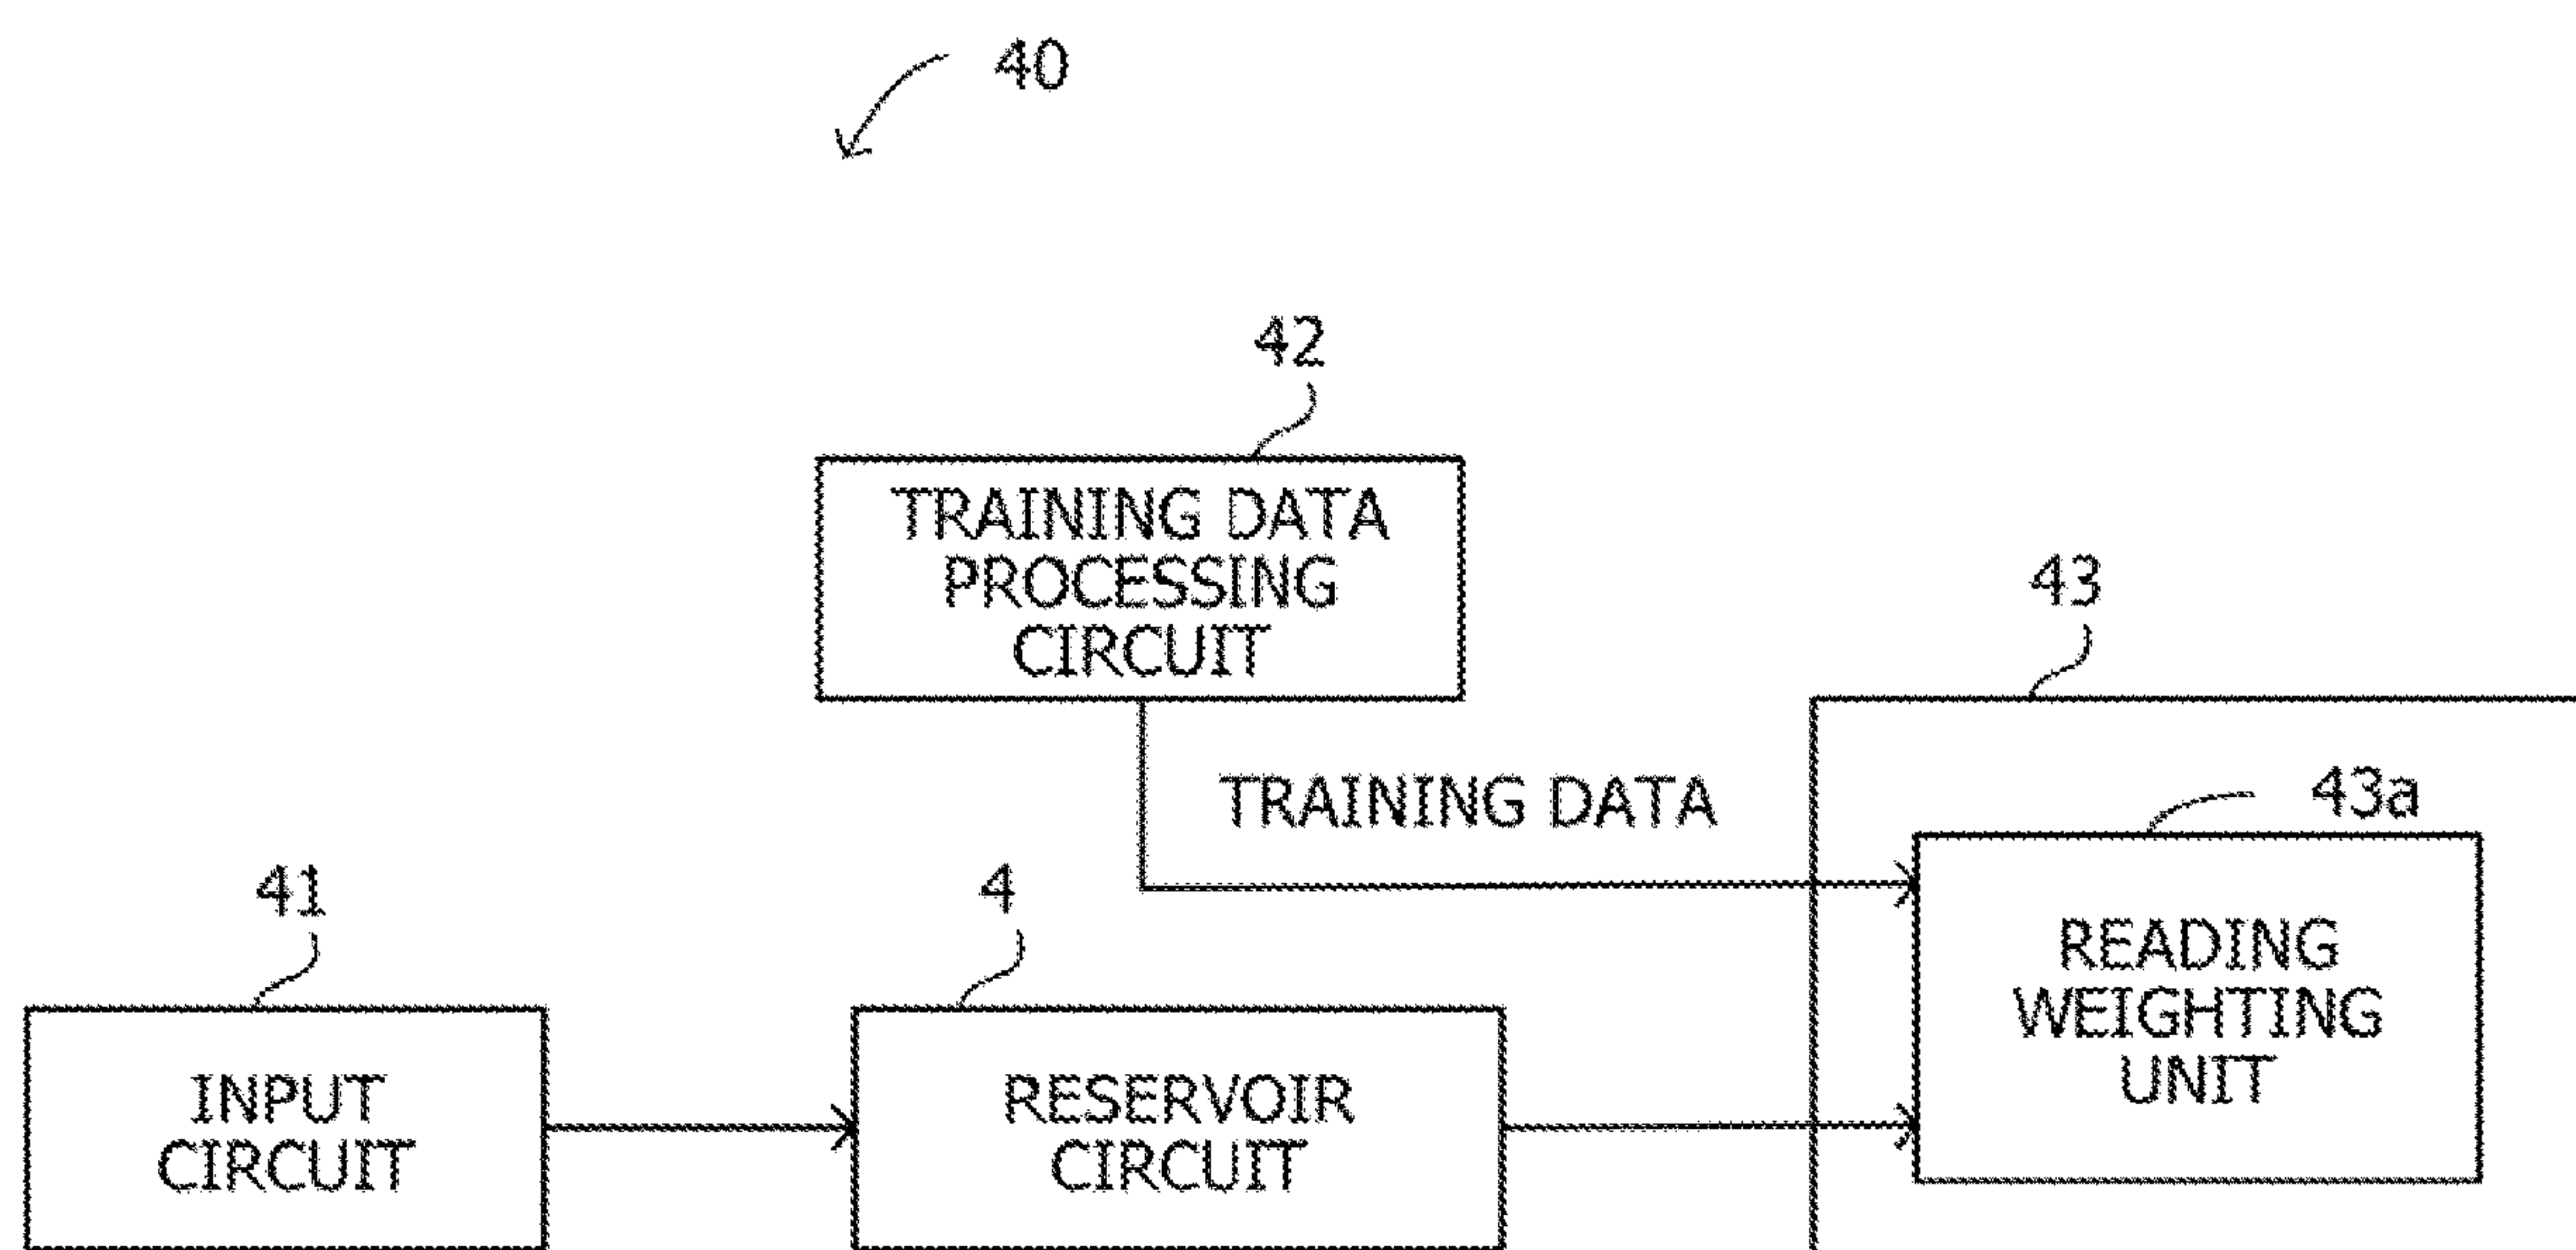 40
42
TRAINING DATA
PROCESSING
CIRCUIT
43
TRAINING DATA
43a
41
4
READING
WEIGHTING
UNIT
INPUT
CIRCUIT
RESERVOIR
CIRCUIT